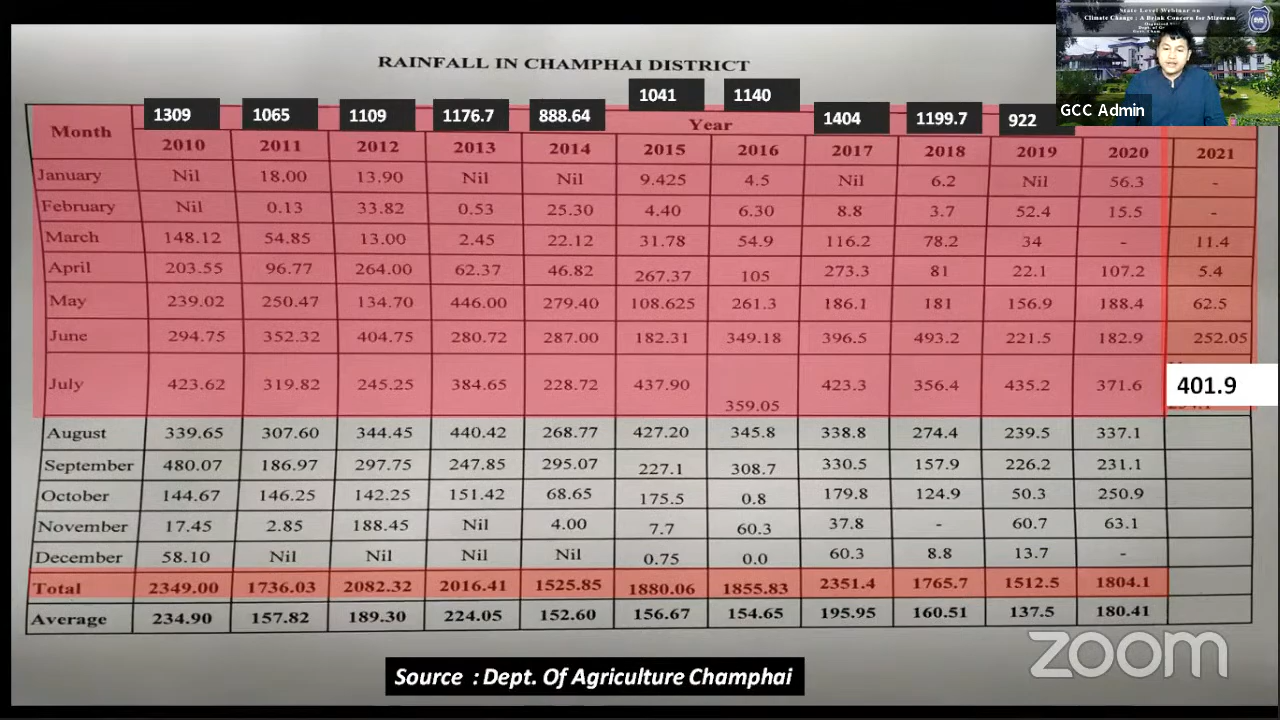 State Level Webinar on
Climate Change : A Brink Concern for Mizoram
GCC Admin
RAINFALL IN CHAMPHAI DISTRICT
1309 1065 1109 1176.7 888.64 1041 1140 1404 1199.7 922
Month Year
2010 2011 2012 2013 2014 2015 2016 2017 2018 2019 2020 2021
January Nil 18.00 13.90 Nil Nil 9.425 4.5 Nil 6.2 Nil 56.3 -
February Nil 0.13 33.82 0.53 25.30 4.40 6.30 8.8 3.7 52.4 15.5 -
March 148.12 54.85 13.00 2.45 22.12 31.78 54.9 116.2 78.2 34 - 11.4
April 203.55 96.77 264.00 62.37 46.82 267.37 105 273.3 81 22.1 107.2 5.4
May 239.02 250.47 134.70 446.00 279.40 108.625 261.3 186.1 181 156.9 188.4 62.5
June 294.75 352.32 404.75 280.72 287.00 182.31 349.18 396.5 493.2 221.5 182.9 252.05
July 423.62 319.82 245.25 384.65 228.72 437.90 359.05 423.3 356.4 435.2 371.6 401.9
August 339.65 307.60 344.45 440.42 268.77 427.20 345.8 338.8 274.4 239.5 337.1
September 480.07 186.97 297.75 247.85 295.07 227.1 308.7 330.5 157.9 226.2 231.1
October 144.67 146.25 142.25 151.42 68.65 175.5 0.8 179.8 124.9 50.3 250.9
November 17.45 2.85 188.45 Nil 4.00 7.7 60.3 37.8 - 60.7 63.1
December 58.10 Nil Nil Nil Nil 0.75 0.0 60.3 8.8 13.7 -
Total 2349.00 1736.03 2082.32 2016.41 1525.85 1880.06 1855.83 2351.4 1765.7 1512.5 1804.1
Average 234.90 157.82 189.30 224.05 152.60 156.67 154.65 195.95 160.51 137.5 180.41
zoom
Source : Dept. Of Agriculture Champhai